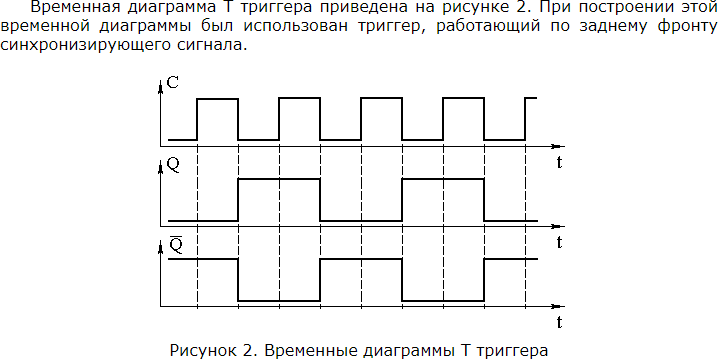 Временная диаграмма T триггера приведена на рисунке 2. При построении этой
временной диаграммы был использован триггер, работающий по заднему фронту
синхронизирующего сигнала.
C
t
Q
t
Q̅
t
Рисунок 2. Временные диаграммы T триггера